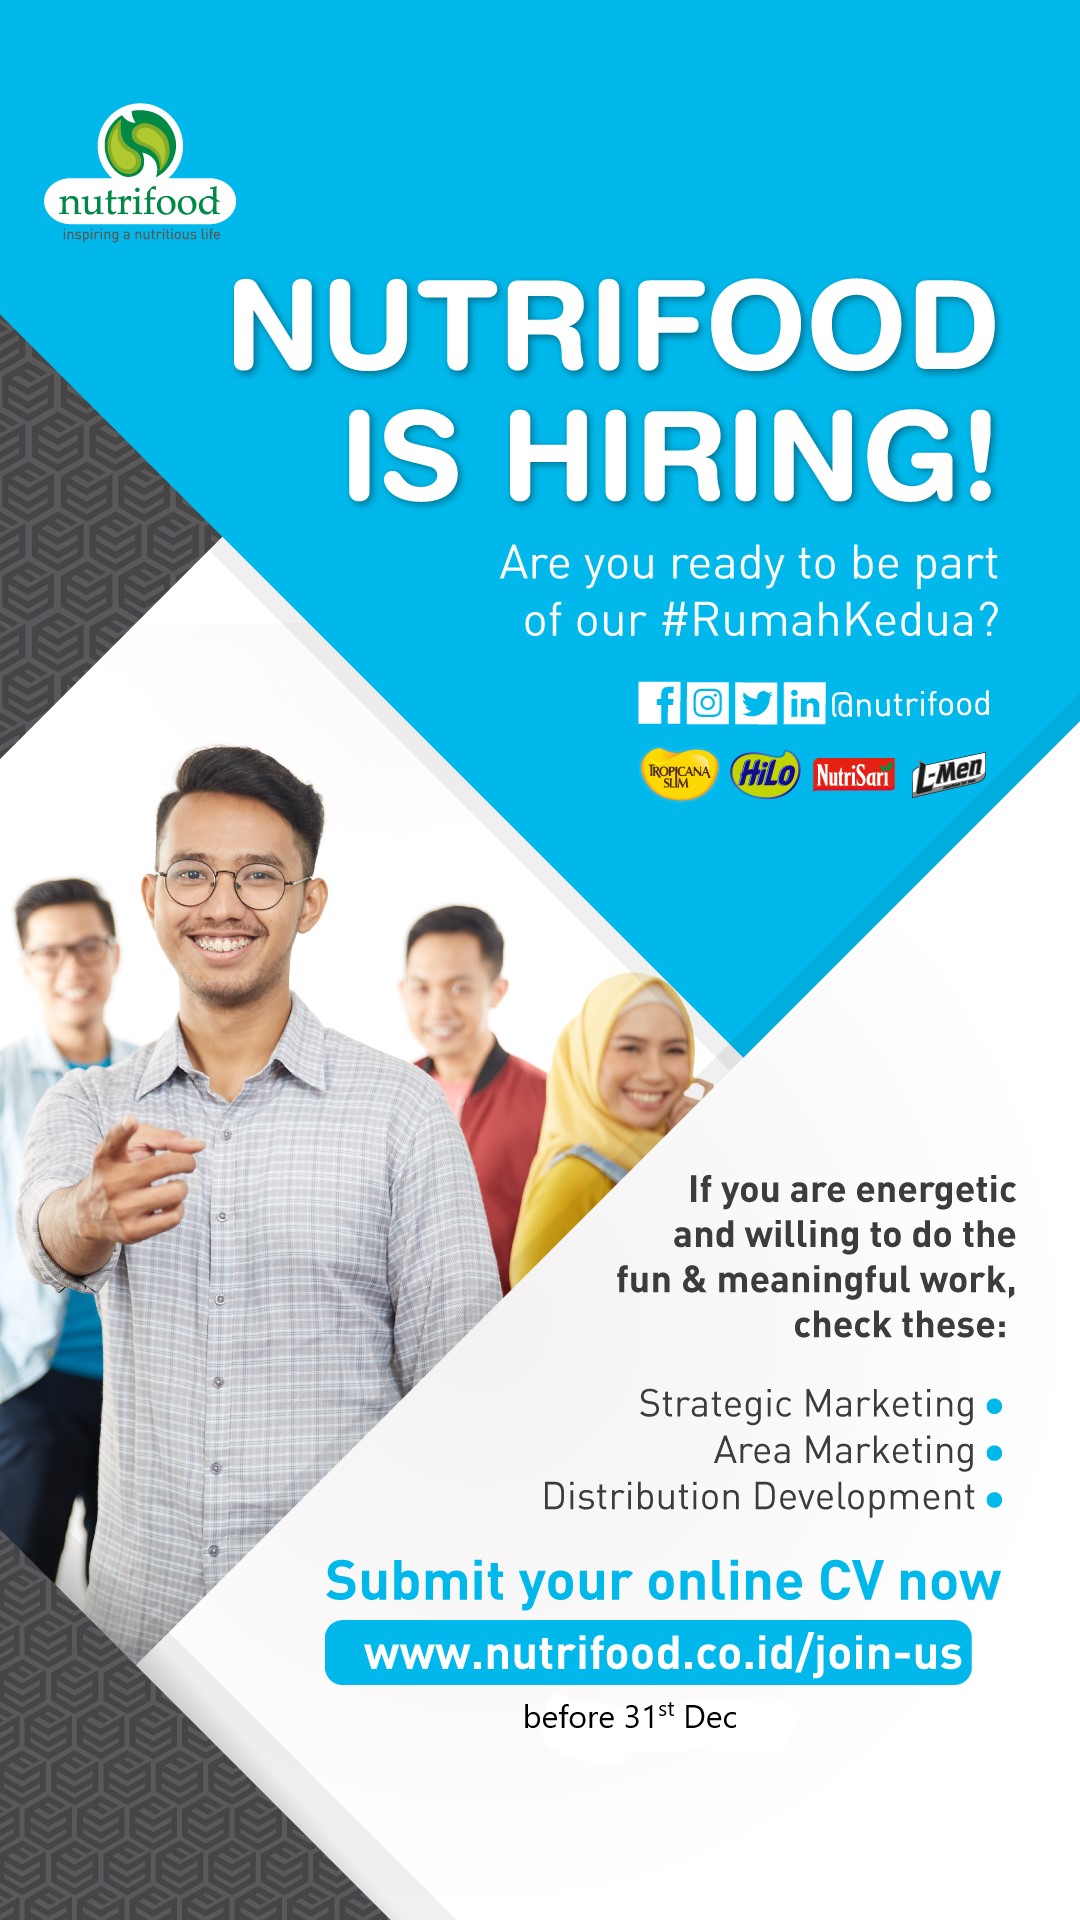 nutrifood
inspiring a nutritious life
NUTRIFOOD
IS HIRING!
Are you ready to be part
of our #RumahKedua?
@nutrifood
TROPICANA
SLIM
HiLo
NutriSari
L-Men
If you are energetic
and willing to do the
fun & meaningful work,
check these:
Strategic Marketing •
Area Marketing •
Distribution Development •
Submit your online CV now
www.nutrifood.co.id/join-us
before 31st Dec